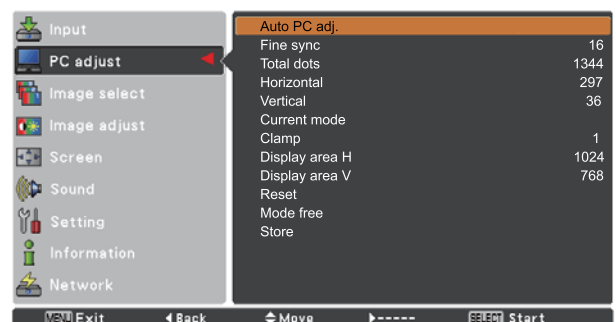 Input
PC adjust
Image select
Image adjust
Screen
Sound
Setting
Information
Network
Auto PC adj.
Fine sync 16
Total dots 1344
Horizontal 297
Vertical 36
Current mode
Clamp 1
Display area H 1024
Display area V 768
Reset
Mode free
Store
MENU Exit Back Move ----- SELECT Start